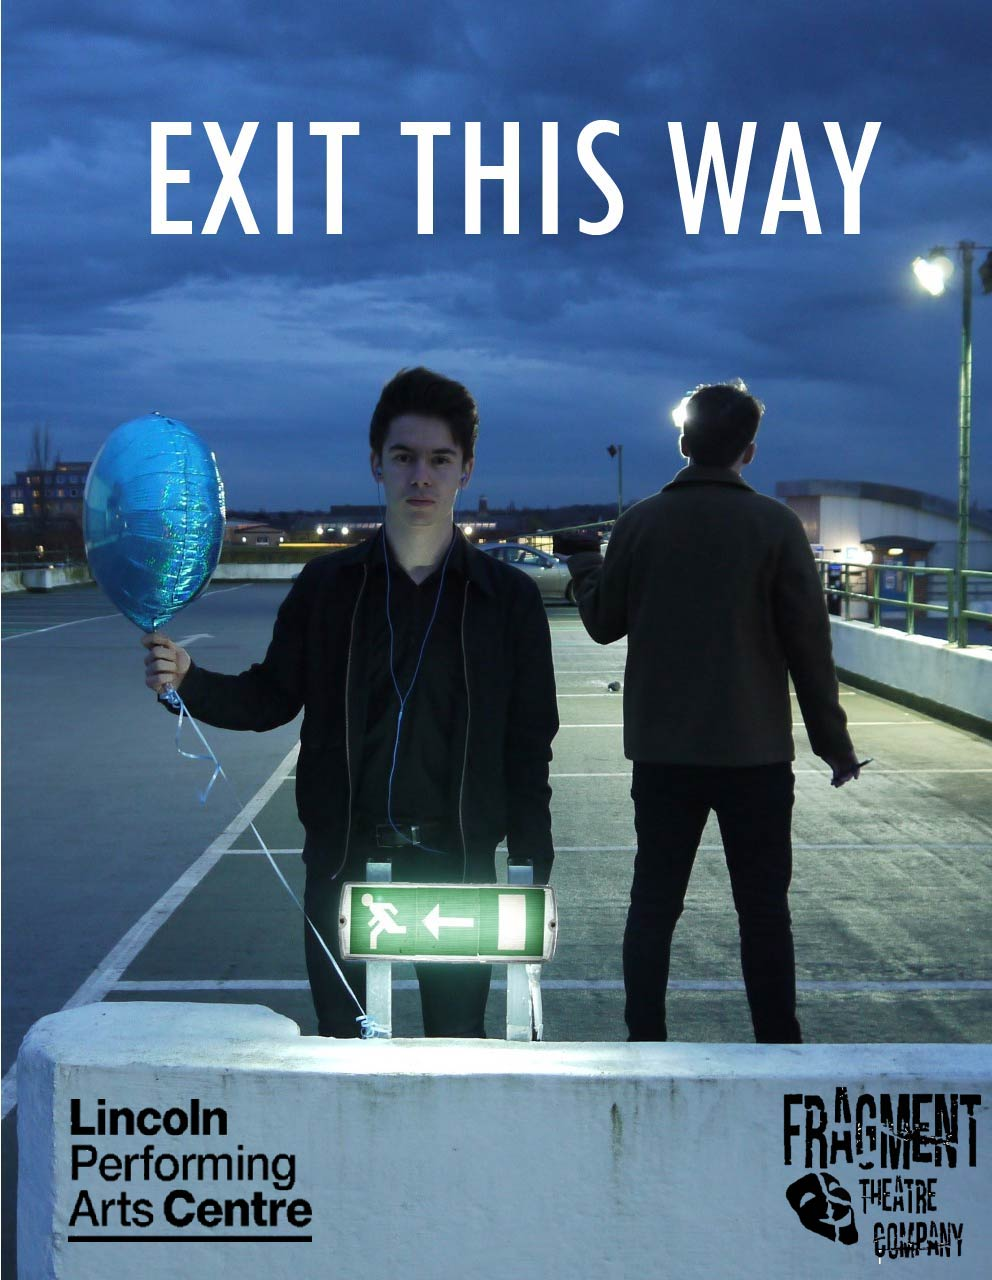 EXIT THIS WAY
Lincoln
Performing
Arts Centre
FRAGMENT
THEATRE
COMPANY